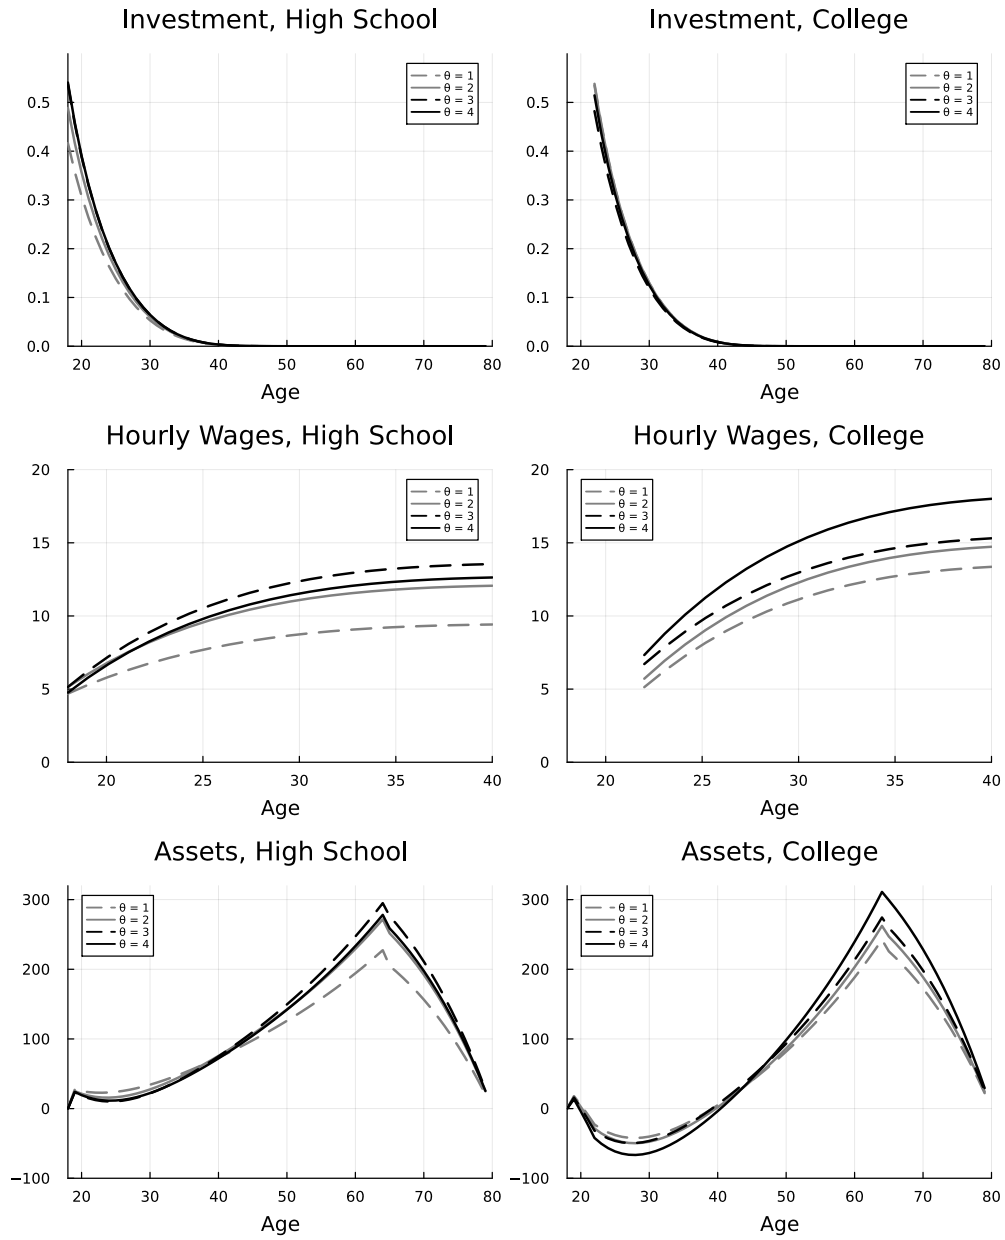 Investment, High School
0.5
0.4
0.3
0.2
0.1
0.0
θ = 1
θ = 2
θ = 3
θ = 4
20 30 40 50 60 70 80
Age
Investment, College
0.5
0.4
0.3
0.2
0.1
0.0
θ = 1
θ = 2
θ = 3
θ = 4
20 30 40 50 60 70 80
Age
Hourly Wages, High School
20
15
10
5
0
θ = 1
θ = 2
θ = 3
θ = 4
20 25 30 35 40
Age
Hourly Wages, College
20
15
10
5
0
θ = 1
θ = 2
θ = 3
θ = 4
20 25 30 35 40
Age
Assets, High School
300
200
100
0
−100
θ = 1
θ = 2
θ = 3
θ = 4
20 30 40 50 60 70 80
Age
Assets, College
300
200
100
0
−100
θ = 1
θ = 2
θ = 3
θ = 4
20 30 40 50 60 70 80
Age